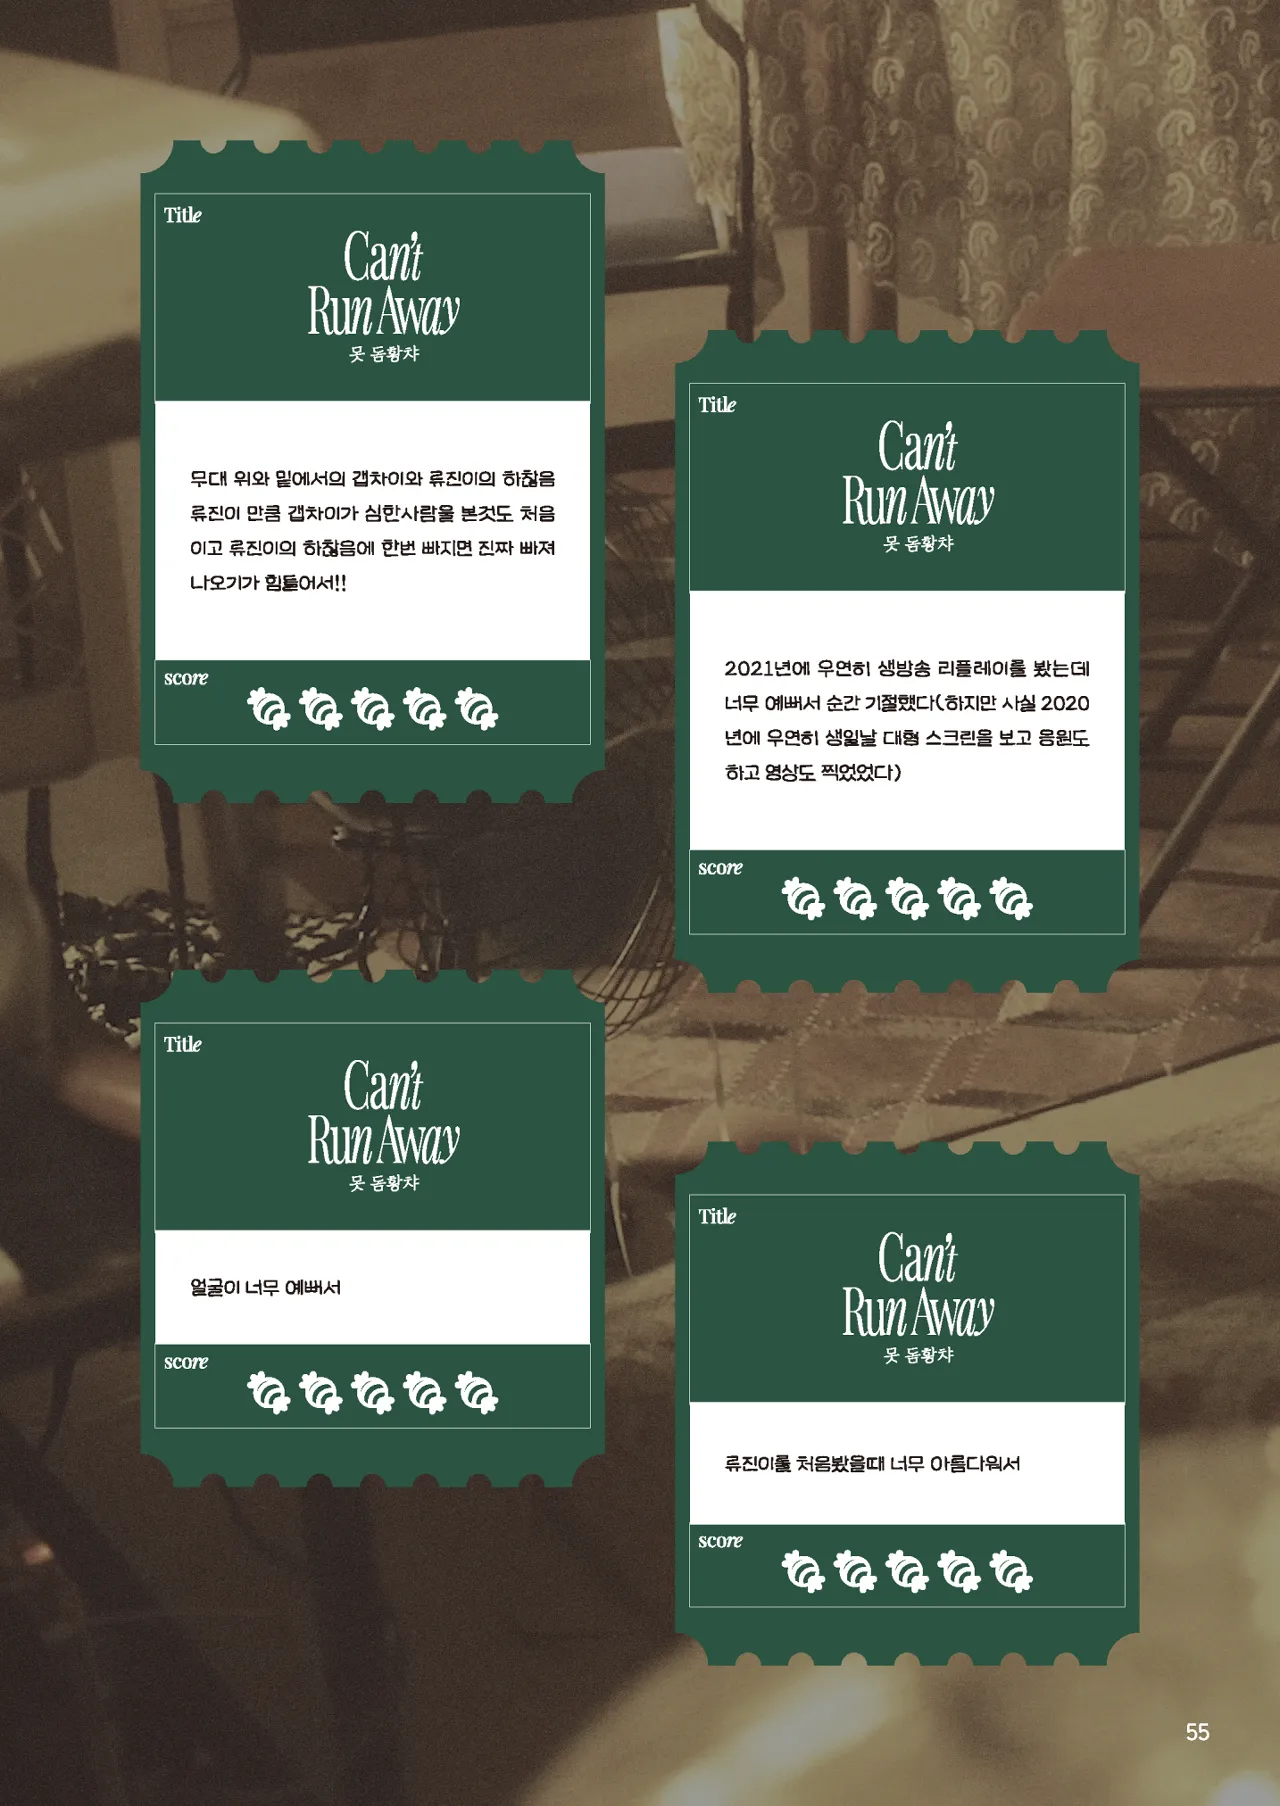 Title
Can't
Run Away
못 돔황챠
무대 위와 밑에서의 갭차이와 류진이의 하찮음
류진이 만큼 갭차이가 심한사람을 본것도 처음
이고 류진이의 하찮음에 한번 빠지면 진짜 빠져
나오기가 힘들어서!!
score
Title
Can't
Run Away
못 돔황챠
2021년에 우연히 생방송 리플레이를 봤는데
너무 예뻐서 순간 기절했다(하지만 사실 2020
년에 우연히 생일날 대형 스크린을 보고 응원도
하고 영상도 찍었었다)
score
Title
Can't
Run Away
못 돔황챠
얼굴이 너무 예뻐서
score
Title
Can't
Run Away
못 돔황챠
류진이를 처음봤을때 너무 아름다워서
score
55